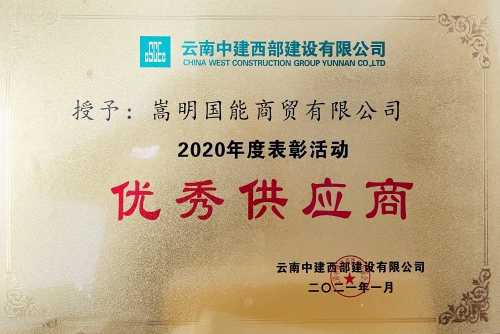 云南中建西部建设有限公司
CHINA WEST CONSTRUCTION GROUP YUNNAN CO.,LTD
授予：嵩明国能商贸有限公司
2020年度表彰活动
优秀供应商
云南中建西部建设有限公司
二〇二一年一月